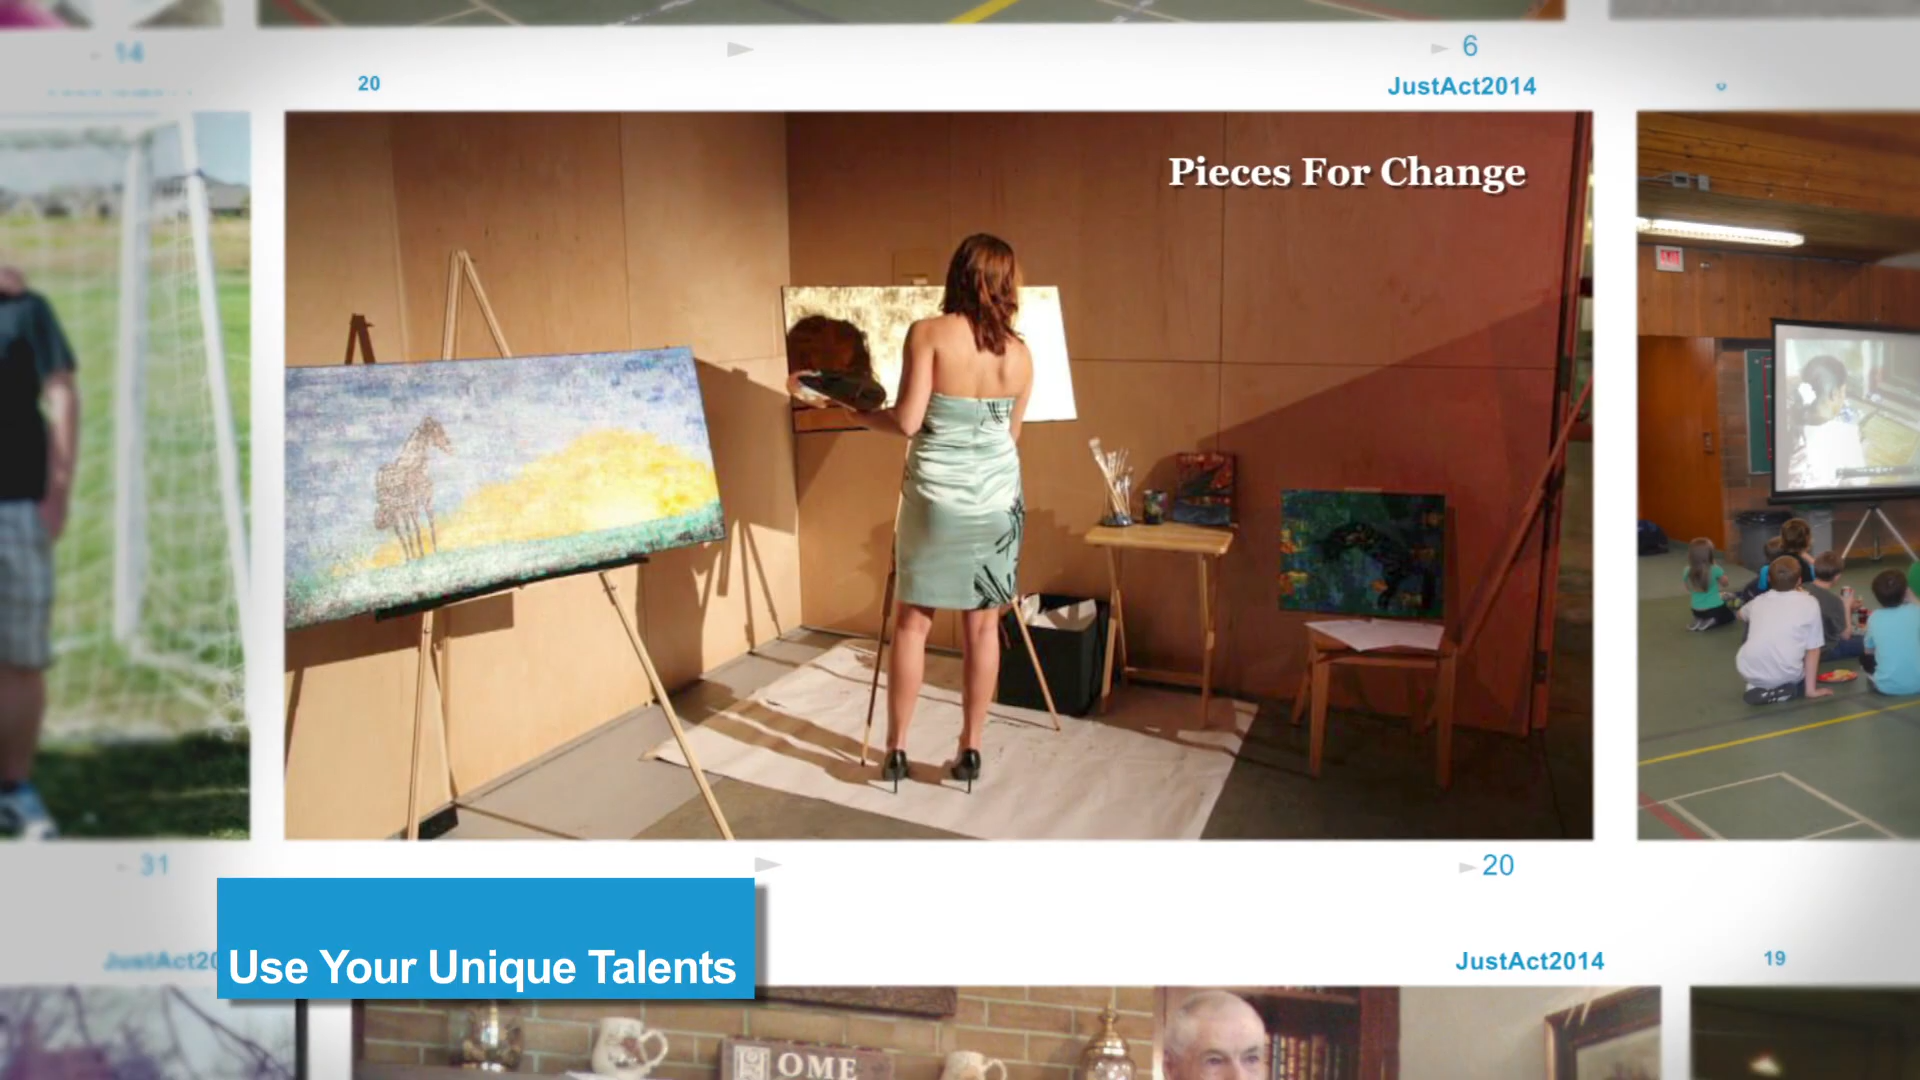 14
6
20
JustAct2014
Pieces For Change
31
20
Use Your Unique Talents
JustAct2014
19
OME